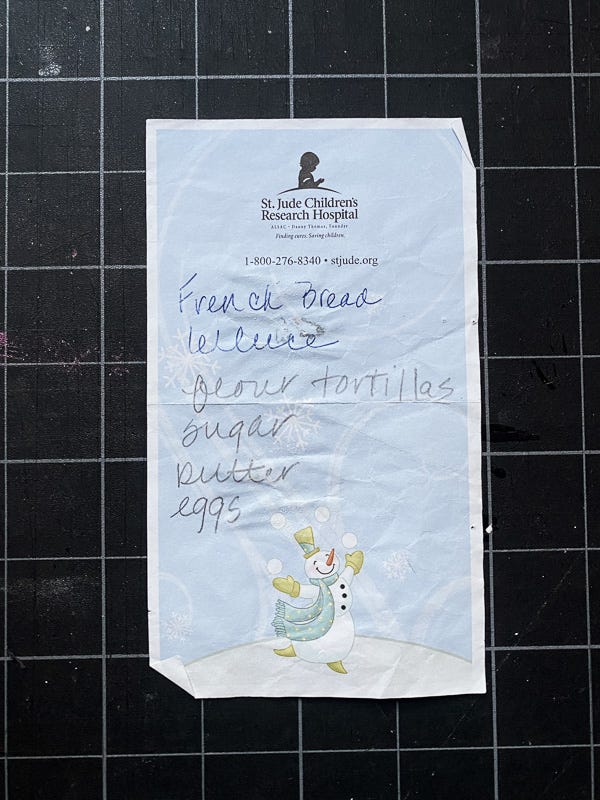 St. Jude Children's
Research Hospital
ALSAC • Danny Thomas, Founder
Finding cures. Saving children.
1-800-276-8340 • stjude.org
French Bread
lettuce
flour tortillas
sugar
butter
eggs